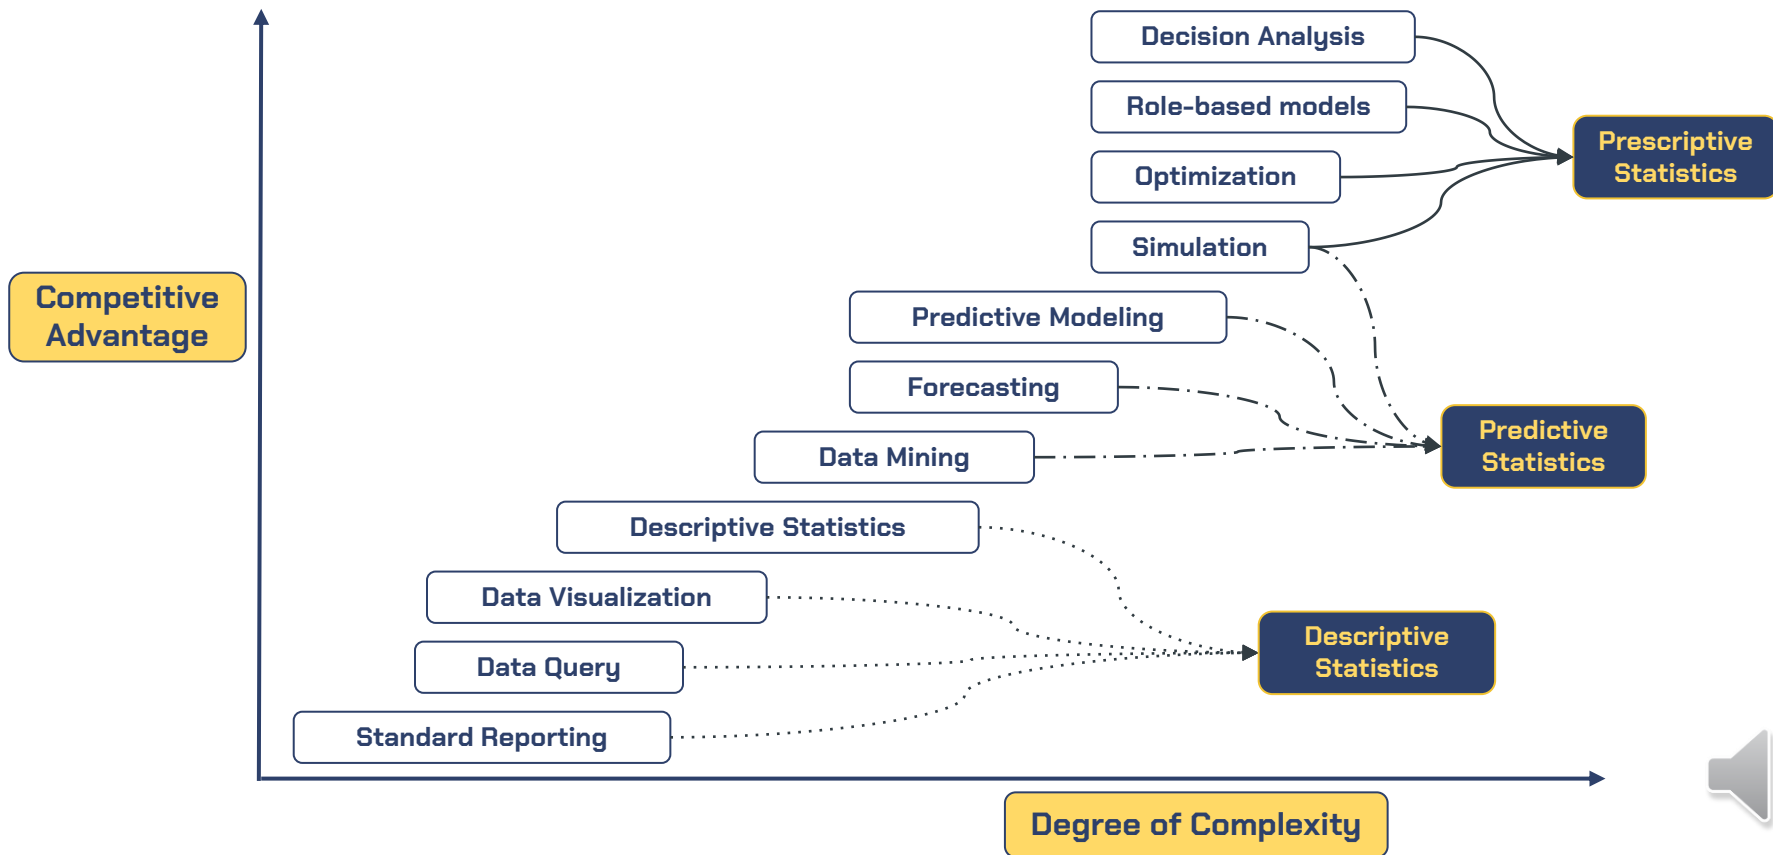 Decision Analysis
Role-based models
Prescriptive
Statistics
Optimization
Simulation
Competitive
Advantage
Predictive Modeling
Forecasting
Predictive
Statistics
Data Mining
Descriptive Statistics
Data Visualization
Descriptive
Statistics
Data Query
Standard Reporting
Degree of Complexity